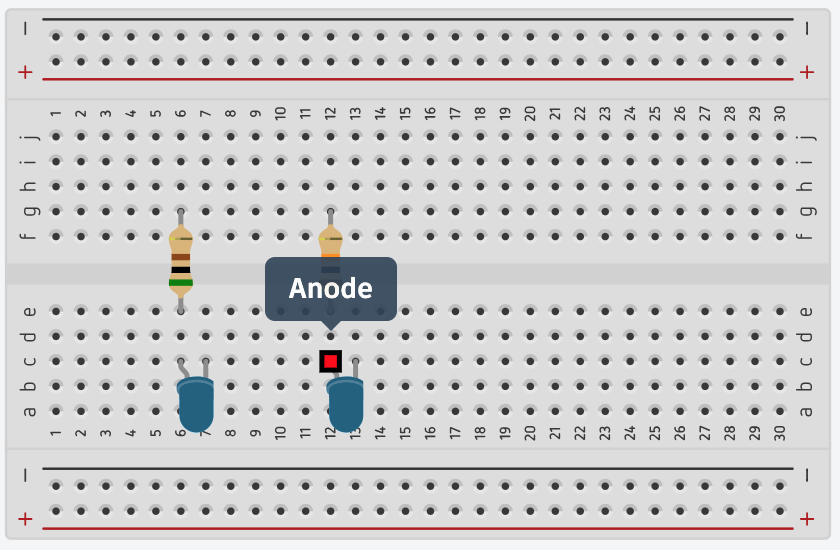 − −
+ +
1 2 3 4 5 6 7 8 9 10 11 12 13 14 15 16 17 18 19 20 21 22 23 24 25 26 27 28 29 30
j j
i i
h h
g g
f f
Anode
e e
d d
c c
b b
a a
1 2 3 4 5 6 7 8 9 10 11 12 13 14 15 16 17 18 19 20 21 22 23 24 25 26 27 28 29 30
− −
+ +